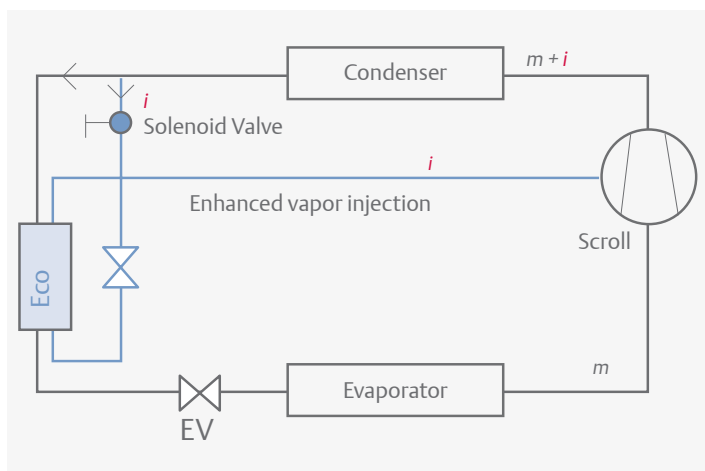 Condenser
m + i
i
Solenoid Valve
i
Enhanced vapor injection
Scroll
Eco
m
Evaporator
EV